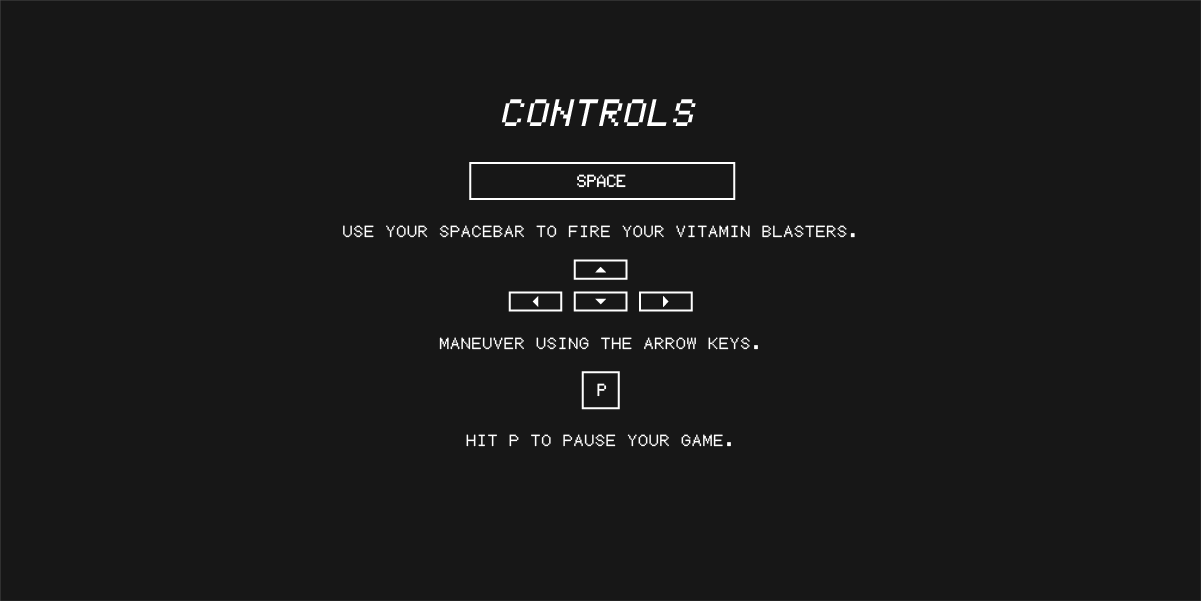 CONTROLS
SPACE
USE YOUR SPACEBAR TO FIRE YOUR VITAMIN BLASTERS.
MANEUVER USING THE ARROW KEYS.
P
HIT P TO PAUSE YOUR GAME.